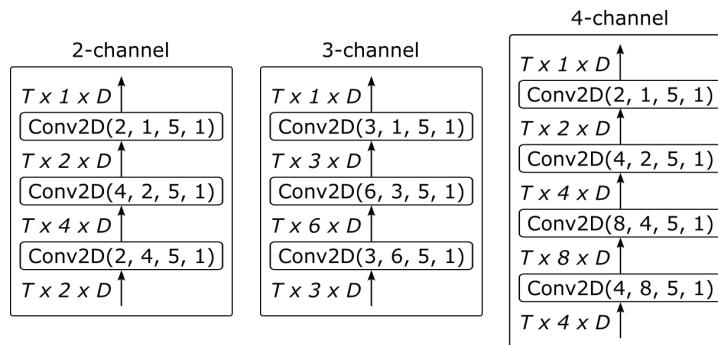 2-channel
T x 1 x D
Conv2D(2, 1, 5, 1)
T x 2 x D
Conv2D(4, 2, 5, 1)
T x 4 x D
Conv2D(2, 4, 5, 1)
T x 2 x D
3-channel
T x 1 x D
Conv2D(3, 1, 5, 1)
T x 3 x D
Conv2D(6, 3, 5, 1)
T x 6 x D
Conv2D(3, 6, 5, 1)
T x 3 x D
4-channel
T x 1 x D
Conv2D(2, 1, 5, 1)
T x 2 x D
Conv2D(4, 2, 5, 1)
T x 4 x D
Conv2D(8, 4, 5, 1)
T x 8 x D
Conv2D(4, 8, 5, 1)
T x 4 x D